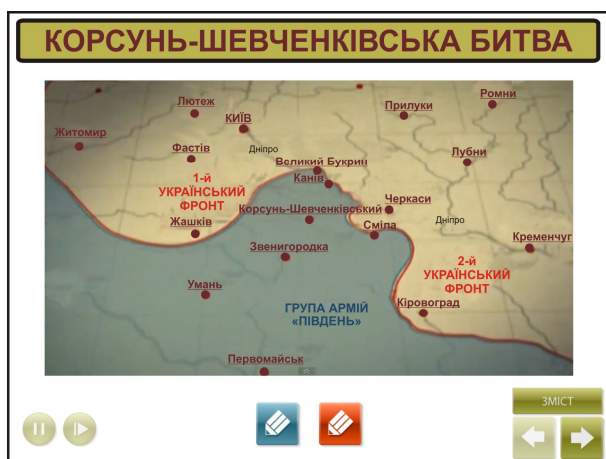 КОРСУНЬ-ШЕВЧЕНКІВСЬКА БИТВА
Лютеж
Прилуки
Ромни
КИЇВ
Житомир
Фастів
Дніпро
Лубни
Великий Букрин
1-й
УКРАЇНСЬКИЙ
ФРОНТ
Канів
Корсунь-Шевченківський
Черкаси
Дніпро
Жашків
Сміла
Кременчуг
Звенигородка
2-й
УКРАЇНСЬКИЙ
ФРОНТ
Умань
ГРУПА АРМІЙ
«ПІВДЕНЬ»
Кіровоград
Первомайськ
ЗМІСТ